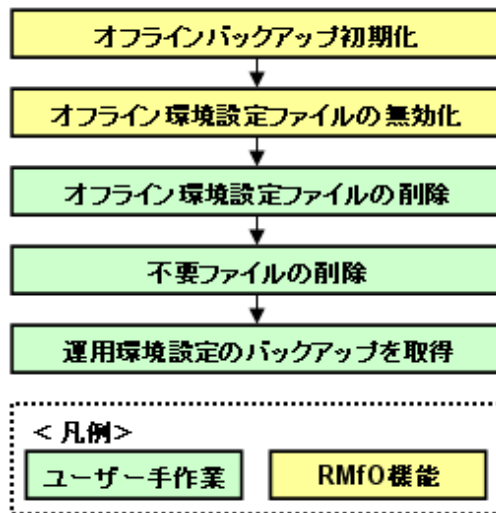 オフラインバックアップ初期化
オフライン環境設定ファイルの無効化
オフライン環境設定ファイルの削除
不要ファイルの削除
運用環境設定のバックアップを取得
<凡例>
ユーザー手作業
RMfO機能